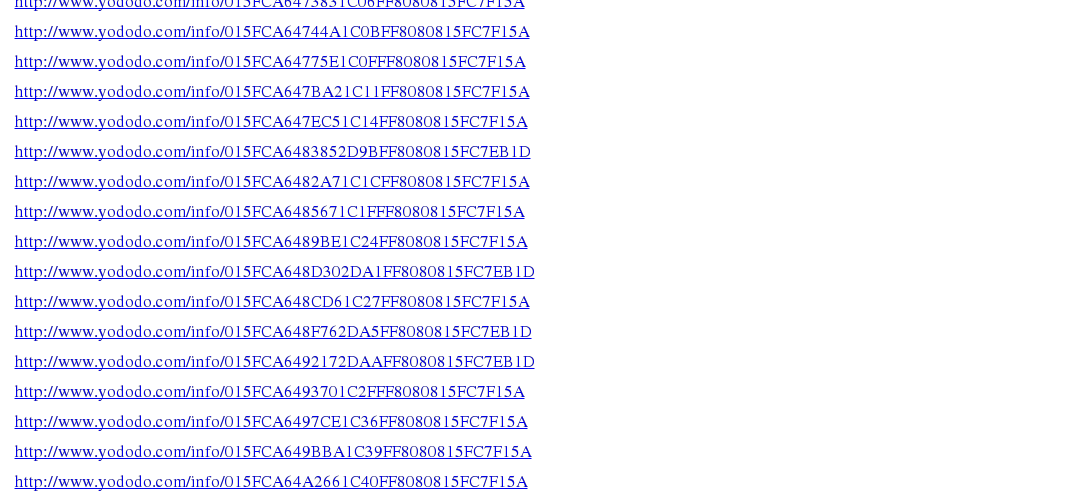 http://www.yododo.com/info/015FCA6473831C06FF8080815FC7F15A
http://www.yododo.com/info/015FCA64744A1C0BFF8080815FC7F15A
http://www.yododo.com/info/015FCA64775E1C0FFF8080815FC7F15A
http://www.yododo.com/info/015FCA647BA21C11FF8080815FC7F15A
http://www.yododo.com/info/015FCA647EC51C14FF8080815FC7F15A
http://www.yododo.com/info/015FCA6483852D9BFF8080815FC7EB1D
http://www.yododo.com/info/015FCA6482A71C1CFF8080815FC7F15A
http://www.yododo.com/info/015FCA6485671C1FFF8080815FC7F15A
http://www.yododo.com/info/015FCA6489BE1C24FF8080815FC7F15A
http://www.yododo.com/info/015FCA648D302DA1FF8080815FC7EB1D
http://www.yododo.com/info/015FCA648CD61C27FF8080815FC7F15A
http://www.yododo.com/info/015FCA648F762DA5FF8080815FC7EB1D
http://www.yododo.com/info/015FCA6492172DAAFF8080815FC7EB1D
http://www.yododo.com/info/015FCA6493701C2FFF8080815FC7F15A
http://www.yododo.com/info/015FCA6497CE1C36FF8080815FC7F15A
http://www.yododo.com/info/015FCA649BBA1C39FF8080815FC7F15A
http://www.yododo.com/info/015FCA64A2661C40FF8080815FC7F15A